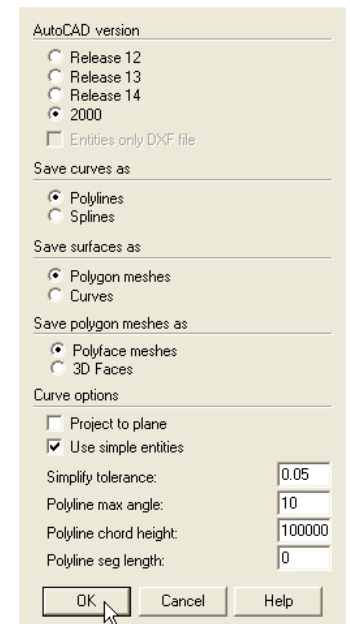 AutoCAD version
Release 12
Release 13
Release 14
2000
Entities only DXF file
Save curves as
Polylines
Splines
Save surfaces as
Polygon meshes
Curves
Save polygon meshes as
Polyface meshes
3D Faces
Curve options
Project to plane
Use simple entities
Simplify tolerance: 0.05
Polyline max angle: 10
Polyline chord height: 100000
Polyline seg length: 0
OK Cancel Help